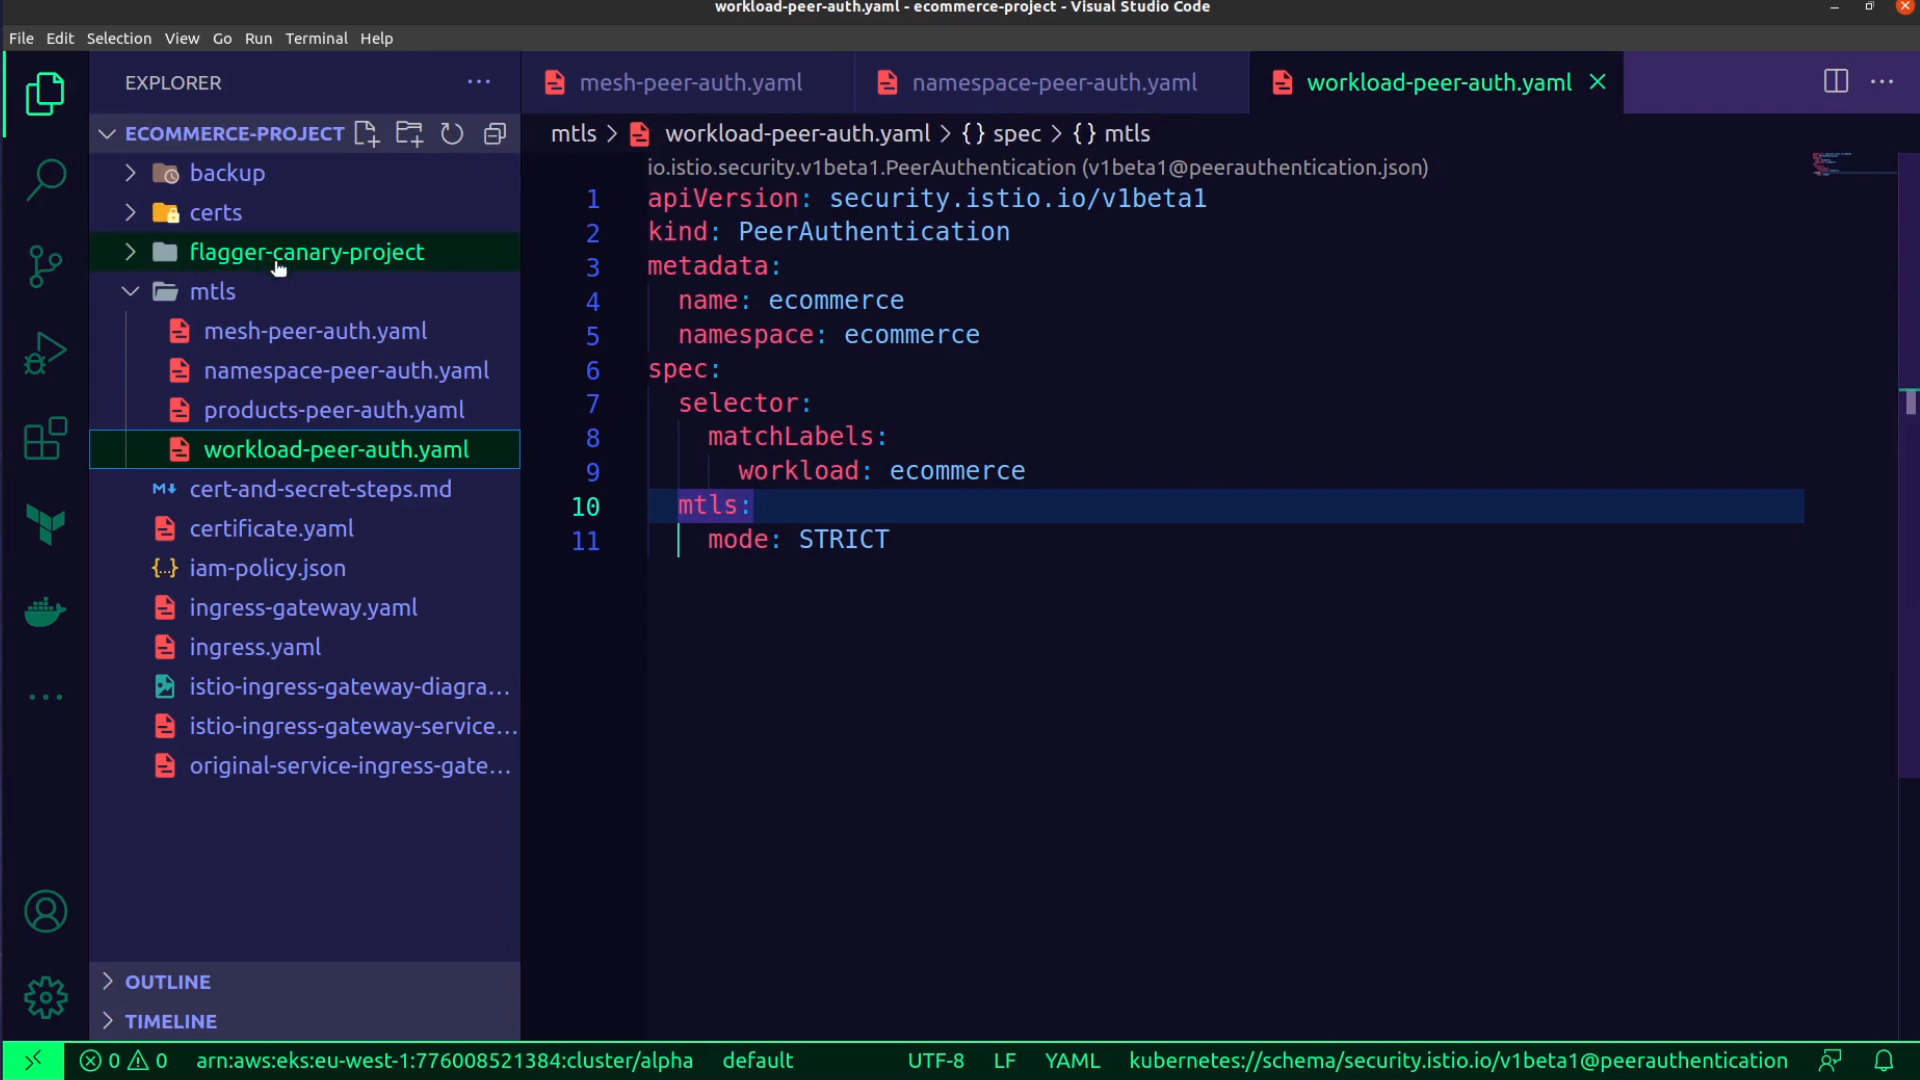 workload-peer-auth.yaml - ecommerce-project - Visual Studio Code
File Edit Selection View Go Run Terminal Help
EXPLORER
mesh-peer-auth.yaml
namespace-peer-auth.yaml
workload-peer-auth.yaml
ECOMMERCE-PROJECT
backup
certs
flagger-canary-project
mtls
mesh-peer-auth.yaml
namespace-peer-auth.yaml
products-peer-auth.yaml
workload-peer-auth.yaml
cert-and-secret-steps.md
certificate.yaml
iam-policy.json
ingress-gateway.yaml
ingress.yaml
istio-ingress-gateway-diagra...
istio-ingress-gateway-service...
original-service-ingress-gate...
OUTLINE
TIMELINE
mtls > workload-peer-auth.yaml > {} spec > {} mtls
io.istio.security.v1beta1.PeerAuthentication (v1beta1@peerauthentication.json)
1 apiVersion: security.istio.io/v1beta1
2 kind: PeerAuthentication
3 metadata:
4 name: ecommerce
5 namespace: ecommerce
6 spec:
7 selector:
8 matchLabels:
9 workload: ecommerce
10 mtls:
11 mode: STRICT
0 0 arn:aws:eks:eu-west-1:776008521384:cluster/alpha default UTF-8 LF YAML kubernetes://schema/security.istio.io/v1beta1@peerauthentication